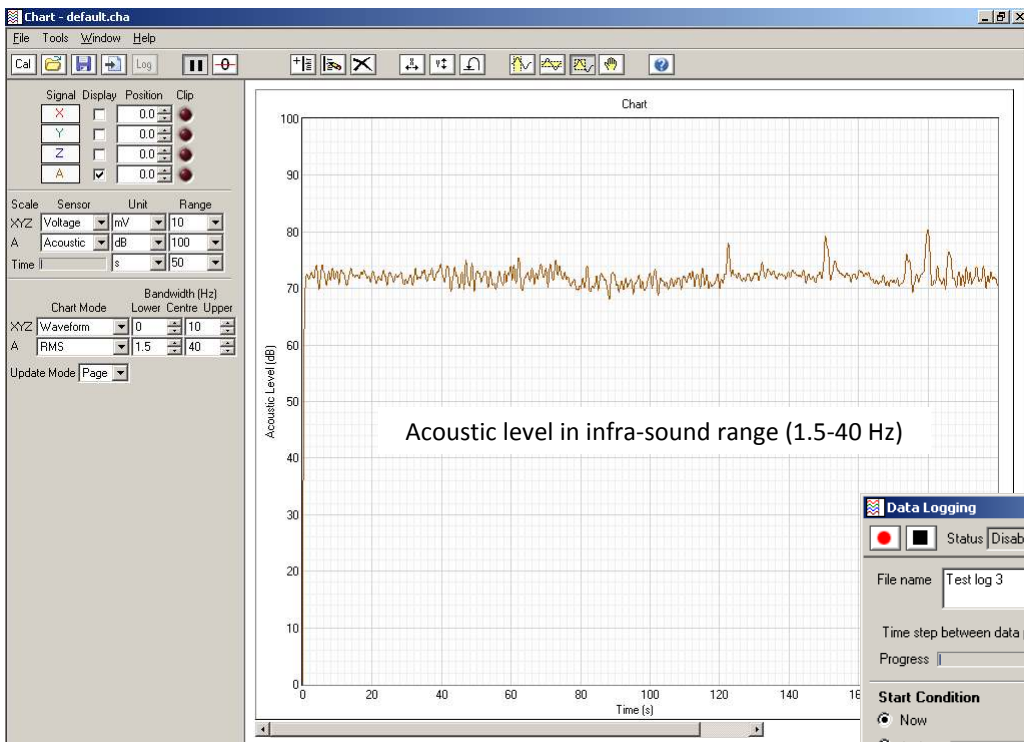 Chart - default.cha
File Tools Window Help
Cal Log
Signal Display Position Clip
X 0.0
Y 0.0
Z 0.0
A 0.0
Scale Sensor Unit Range
XYZ Voltage mV 10
A Acoustic dB 100
Time s 50
Bandwidth (Hz)
Chart Mode Lower Centre Upper
XYZ Waveform 0 10
A RMS 1.5 40
Update Mode Page
Chart
100
90
80
70
60
50
40
30
20
10
0
Acoustic Level (dB)
Acoustic level in infra-sound range (1.5-40 Hz)
0 20 40 60 80 100 120 140 16
Time (s)
Data Logging
Status Disab
File name Test log 3
Time step between data
Progress
Start Condition
Now